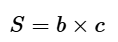 S = b × c